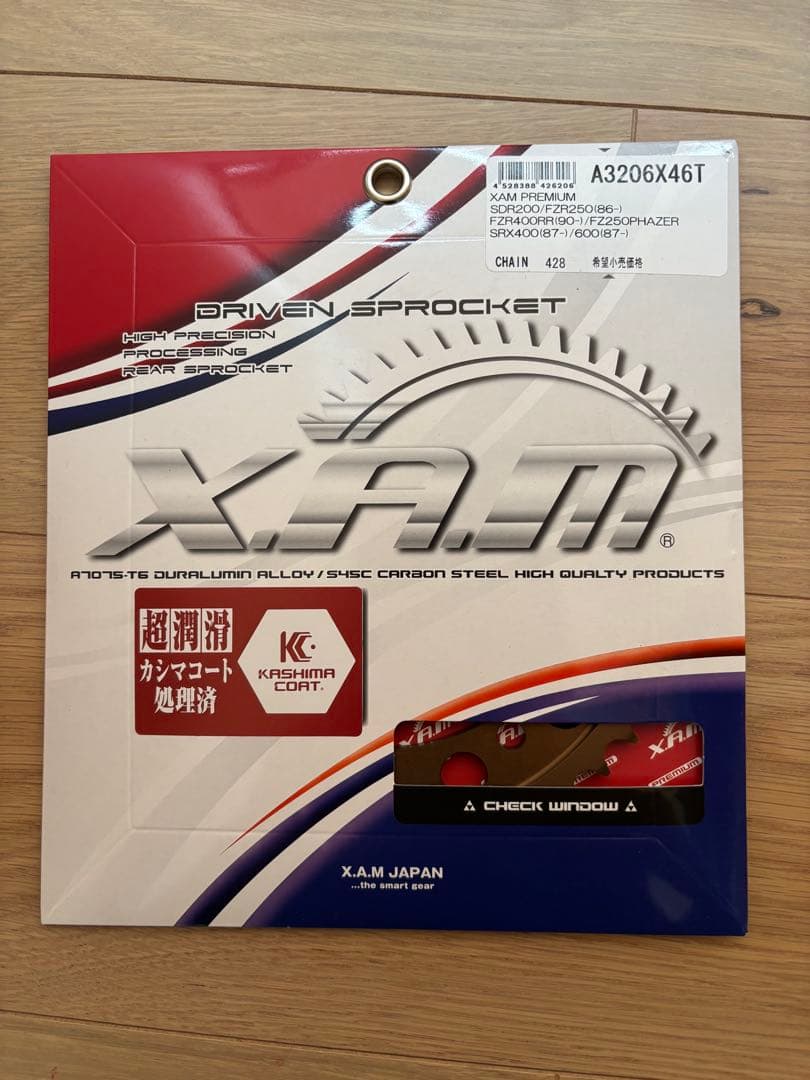 4 528388 426206
A3206X46T
XAM PREMIUM
SDR200/FZR250(86-)
FZR400RR(90-)/FZ250PHAZER
SRX400(87-)/600(87-)
CHAIN 428 希望小売価格
DRIVEN SPROCKET
HIGH PRECISION
PROCESSING
REAR SPROCKET
X.A.M®
A7075-T6 DURALUMIN ALLOY/S45C CARBON STEEL HIGH QUALTY PRODUCTS
超潤滑
カシマコート
処理済
KC
KASHIMA
COAT®
X.A.M
X.A.M
X.A.M
PREMIUM
CHECK WINDOW
X.A.M JAPAN
...the smart gear